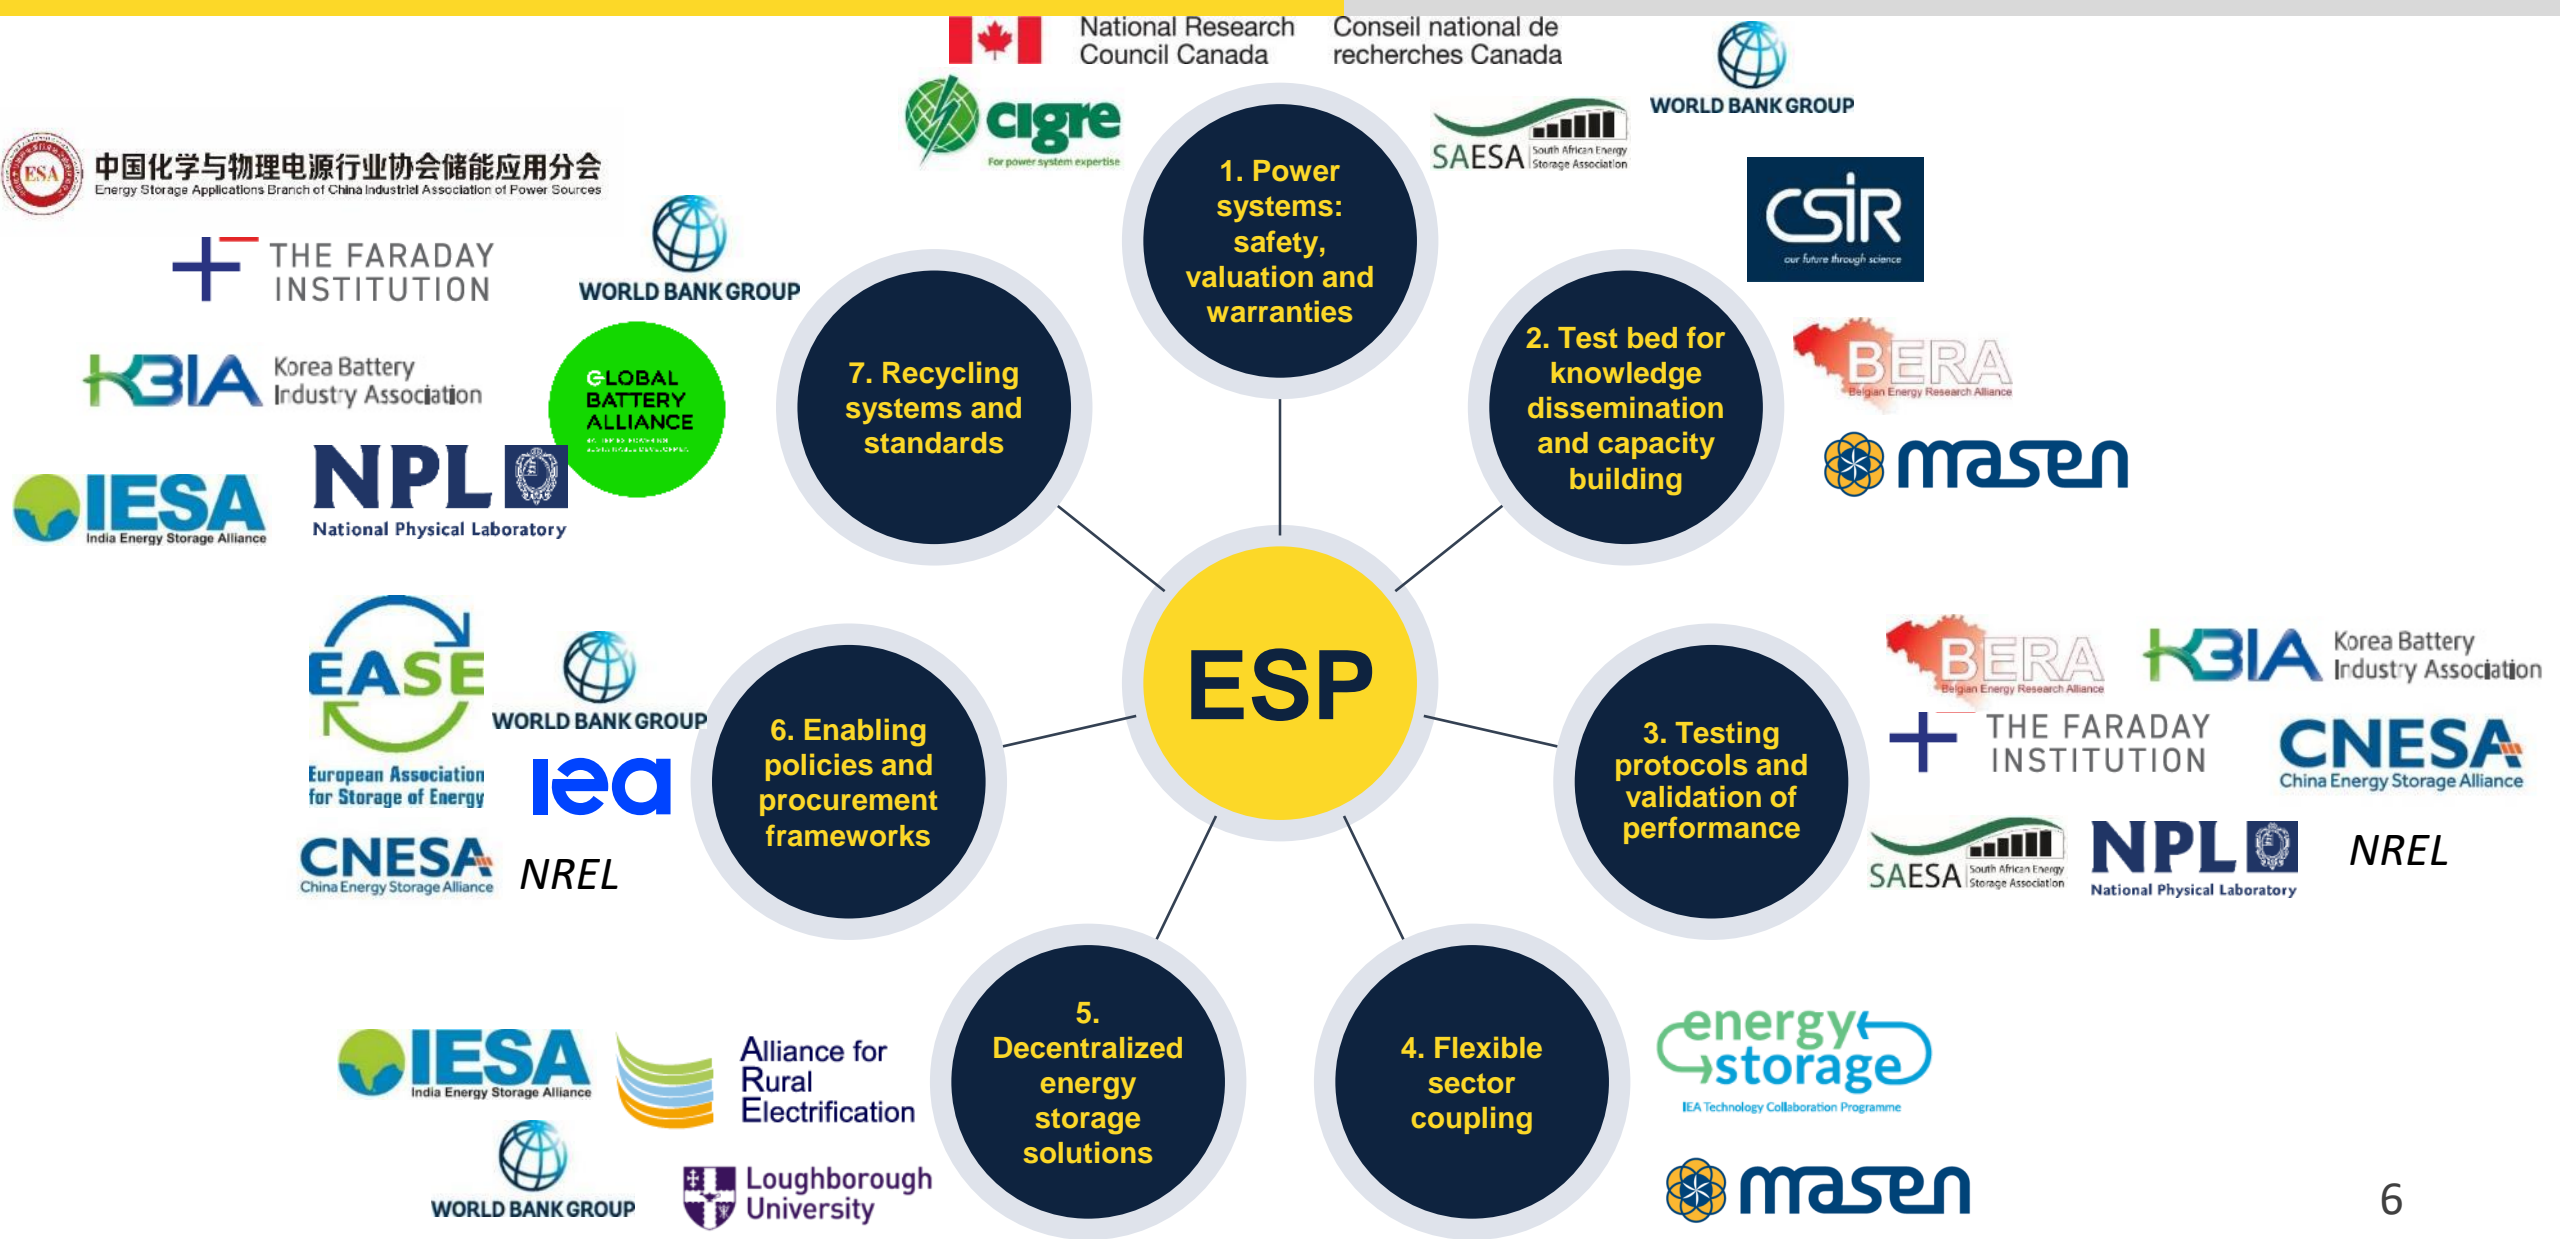 National Research
Council Canada
Conseil national de
recherches Canada
cigre
For power system expertise
SAESA
South African Energy
Storage Association
WORLD BANK GROUP
1. Power
systems:
safety,
valuation and
warranties
CSIR
our future through science
BERA
Belgian Energy Research Alliance
masen
2. Test bed for
knowledge
dissemination
and capacity
building
ESA
中国化学与物理电源行业协会储能应用分会
Energy Storage Applications Branch of China Industrial Association of Power Sources
THE FARADAY
INSTITUTION
WORLD BANK GROUP
KBIA
Korea Battery
Industry Association
GLOBAL
BATTERY
ALLIANCE
IESA
India Energy Storage Alliance
NPL
National Physical Laboratory
7. Recycling
systems and
standards
ESP
BERA
Belgian Energy Research Alliance
KBIA
Korea Battery
Industry Association
THE FARADAY
INSTITUTION
CNESA
China Energy Storage Alliance
SAESA
South African Energy
Storage Association
NPL
National Physical Laboratory
NREL
3. Testing
protocols and
validation of
performance
EASE
European Association
for Storage of Energy
WORLD BANK GROUP
iea
CNESA
China Energy Storage Alliance
NREL
6. Enabling
policies and
procurement
frameworks
IESA
India Energy Storage Alliance
Alliance for
Rural
Electrification
WORLD BANK GROUP
Loughborough
University
5.
Decentralized
energy
storage
solutions
4. Flexible
sector
coupling
energy
storage
IEA Technology Collaboration Programme
masen
6